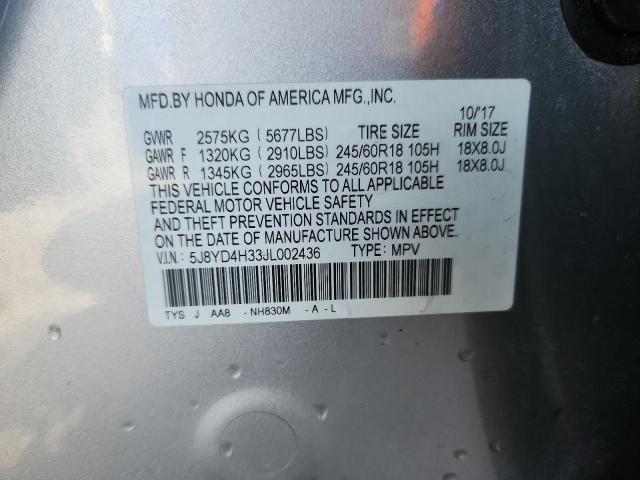 MFD.BY HONDA OF AMERICA MFG.,INC.
10/'17
GVWR 2575KG (5677LBS) TIRE SIZE RIM SIZE
GAWR F 1320KG (2910LBS) 245/60R18 105H 18X8.0J
GAWR R 1345KG (2965LBS) 245/60R18 105H 18X8.0J
THIS VEHICLE CONFORMS TO ALL APPLICABLE
FEDERAL MOTOR VEHICLE SAFETY
AND THEFT PREVENTION STANDARDS IN EFFECT
ON THE DATE OF MANUFACTURE SHOWN ABOVE.
V.I.N.: 5J8YD4H33JL002436 TYPE: MPV
TYS J AA8 -NH830M -A-L